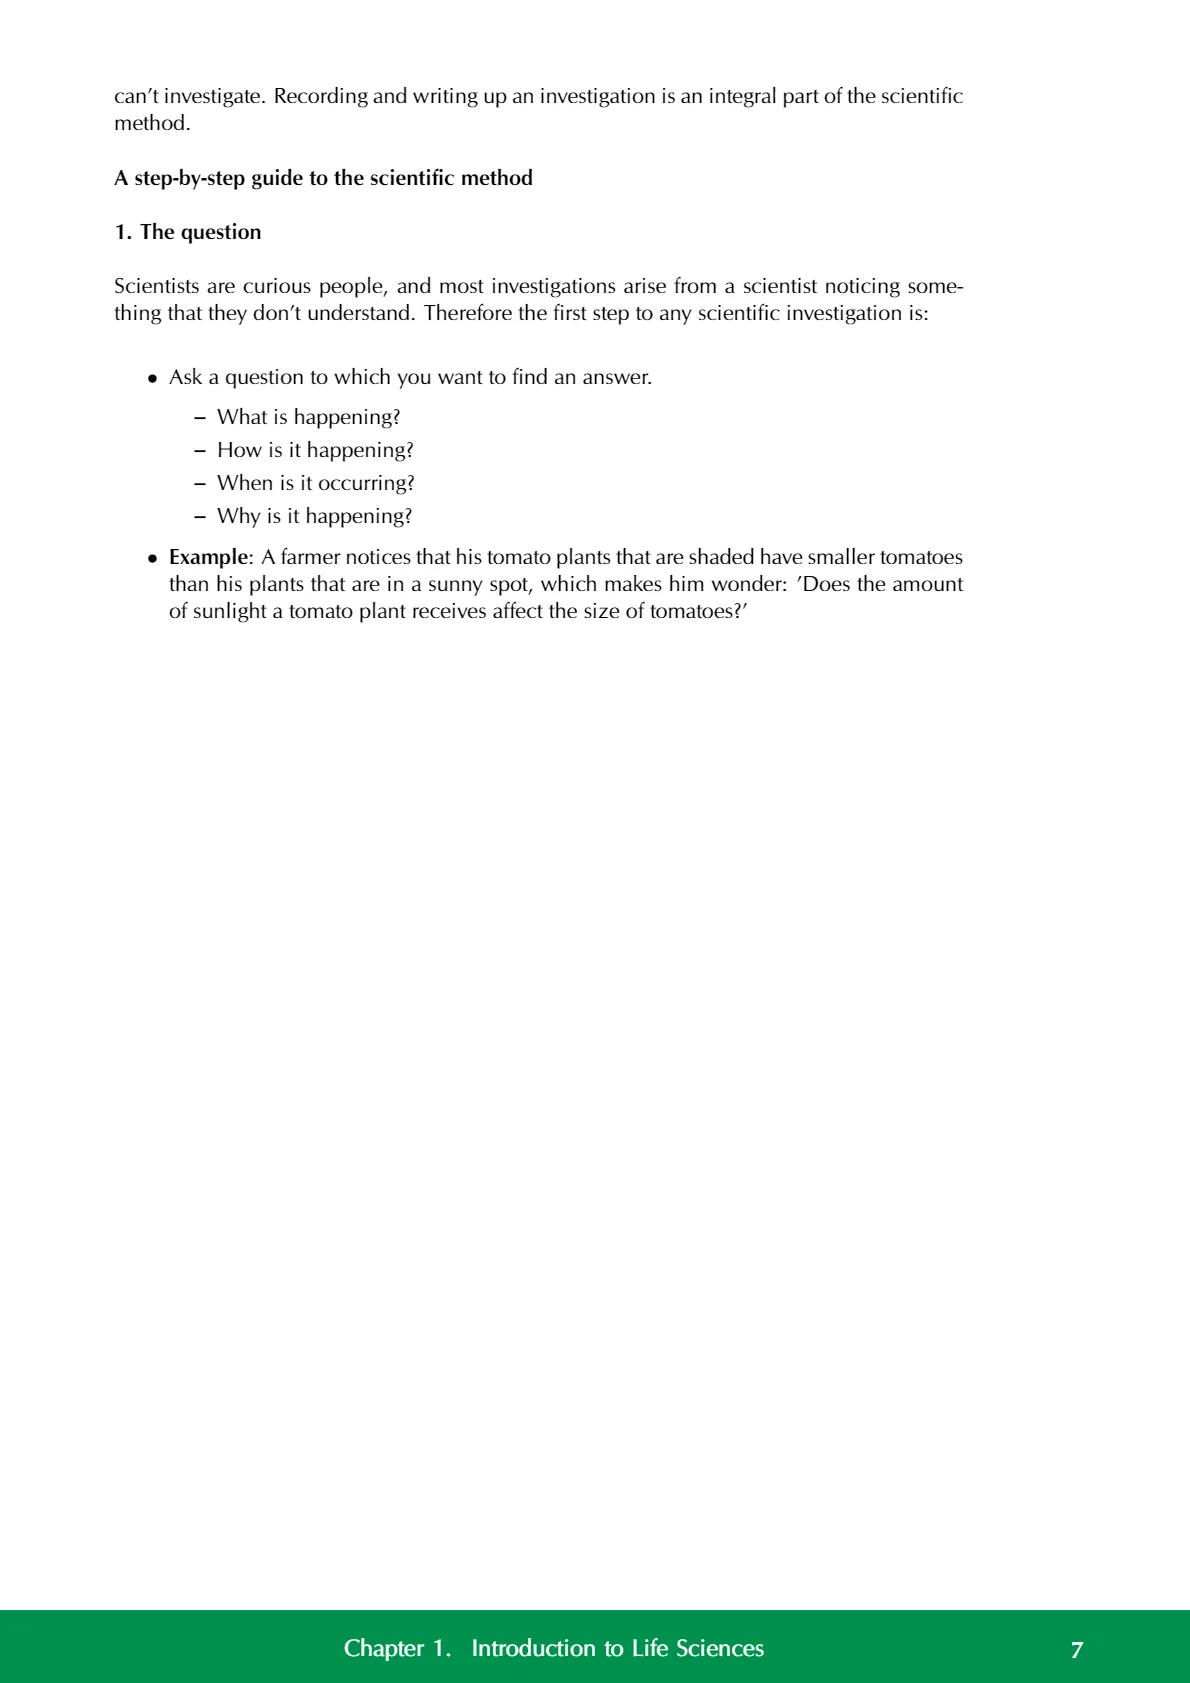 can’t investigate. Recording and writing up an investigation is an integral part of the scientific
method.
A step-by-step guide to the scientific method
1. The question
Scientists are curious people, and most investigations arise from a scientist noticing some-
thing that they don’t understand. Therefore the first step to any scientific investigation is:
• Ask a question to which you want to find an answer.
– What is happening?
– How is it happening?
– When is it occurring?
– Why is it happening?
• Example: A farmer notices that his tomato plants that are shaded have smaller tomatoes
than his plants that are in a sunny spot, which makes him wonder: ’Does the amount
of sunlight a tomato plant receives affect the size of tomatoes?’
Chapter 1. Introduction to Life Sciences 7